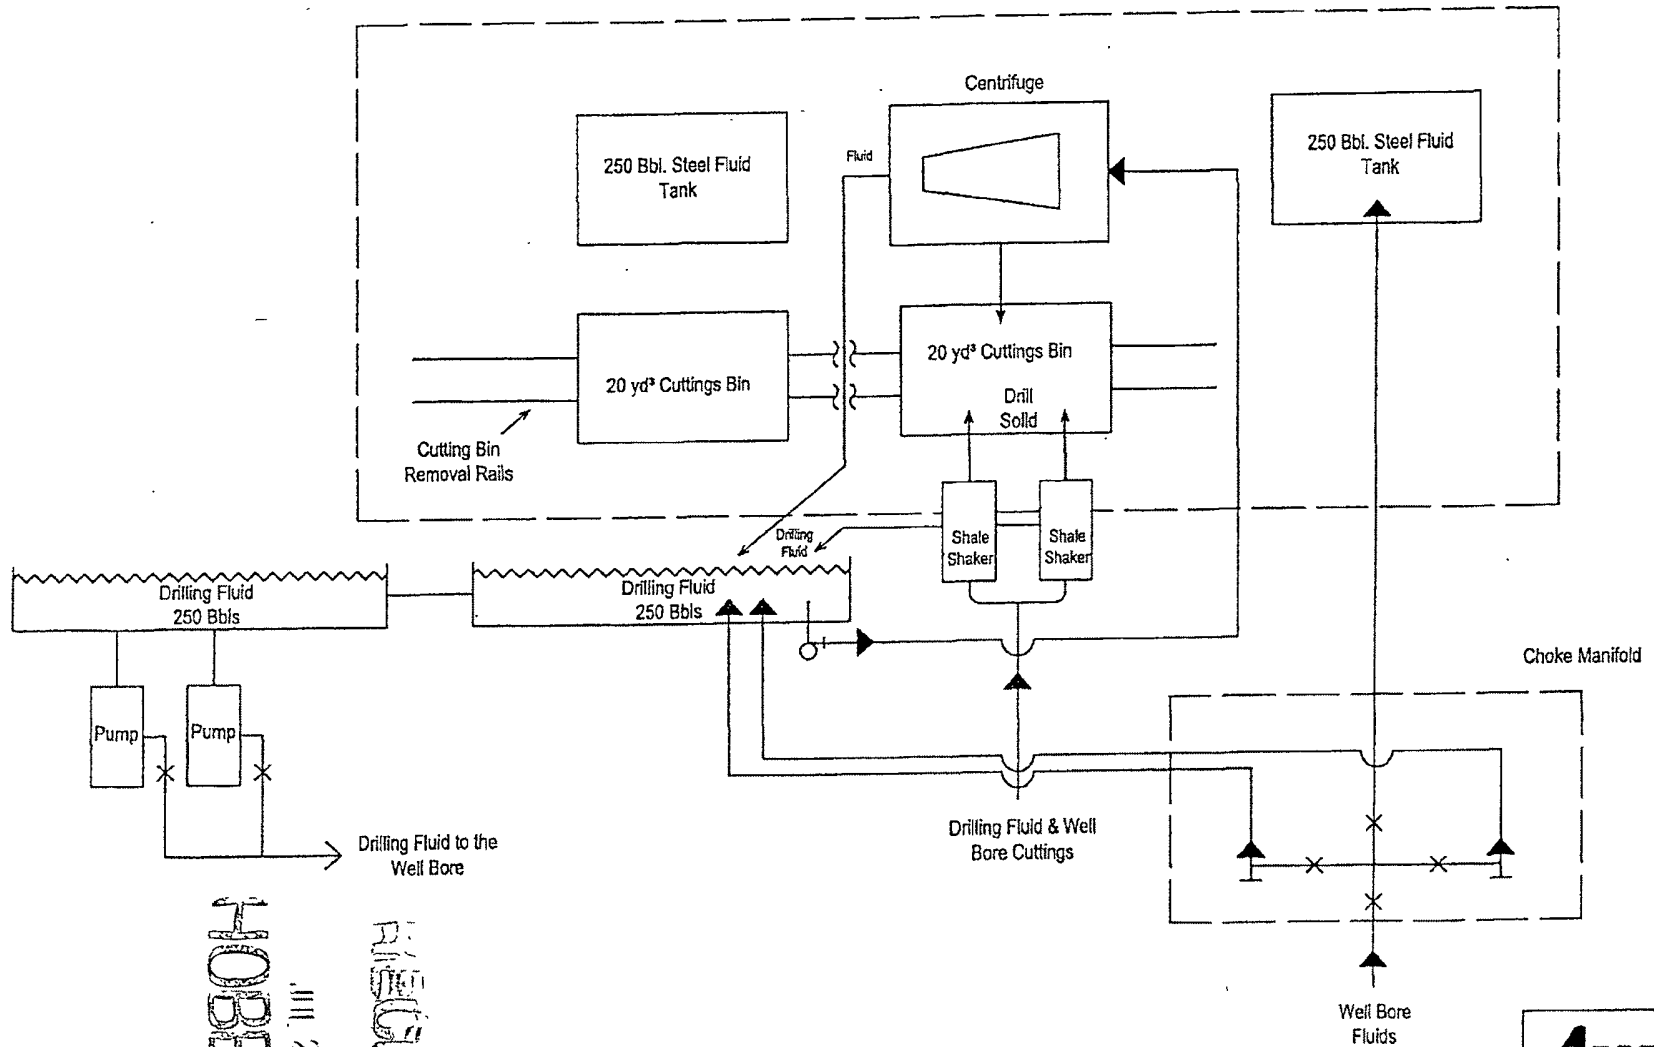 Centrifuge
250 Bbl. Steel Fluid
Tank
Fluid
250 Bbl. Steel Fluid
Tank
20 yd³ Cuttings Bin
20 yd³ Cuttings Bin
Drill
Solid
Cutting Bin
Removal Rails
Drilling
Fluid
Shale
Shaker
Shale
Shaker
Drilling Fluid
250 Bbls
Drilling Fluid
250 Bbls
Choke Manifold
Pump
Pump
Drilling Fluid to the
Well Bore
Drilling Fluid & Well
Bore Cuttings
Well Bore
Fluids